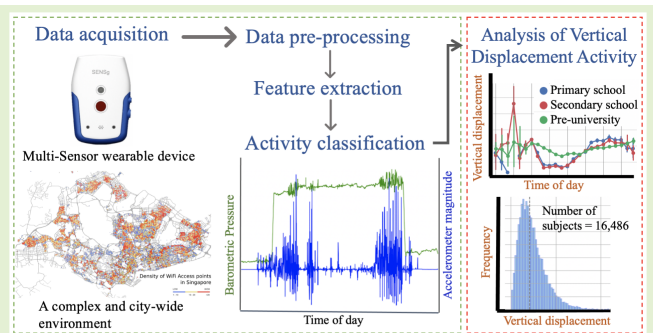 Data acquisition
Data pre-processing
Feature extraction
Activity classification
SENSg
Multi-Sensor wearable device
Density of WiFi Access points
in Singapore
A complex and city-wide
environment
Barometric Pressure
Accelerometer magnitude
Time of day
Analysis of Vertical
Displacement Activity
Primary school
Secondary school
Pre-university
Vertical displacement
Time of day
Number of
subjects = 16,486
Frequency
Vertical displacement